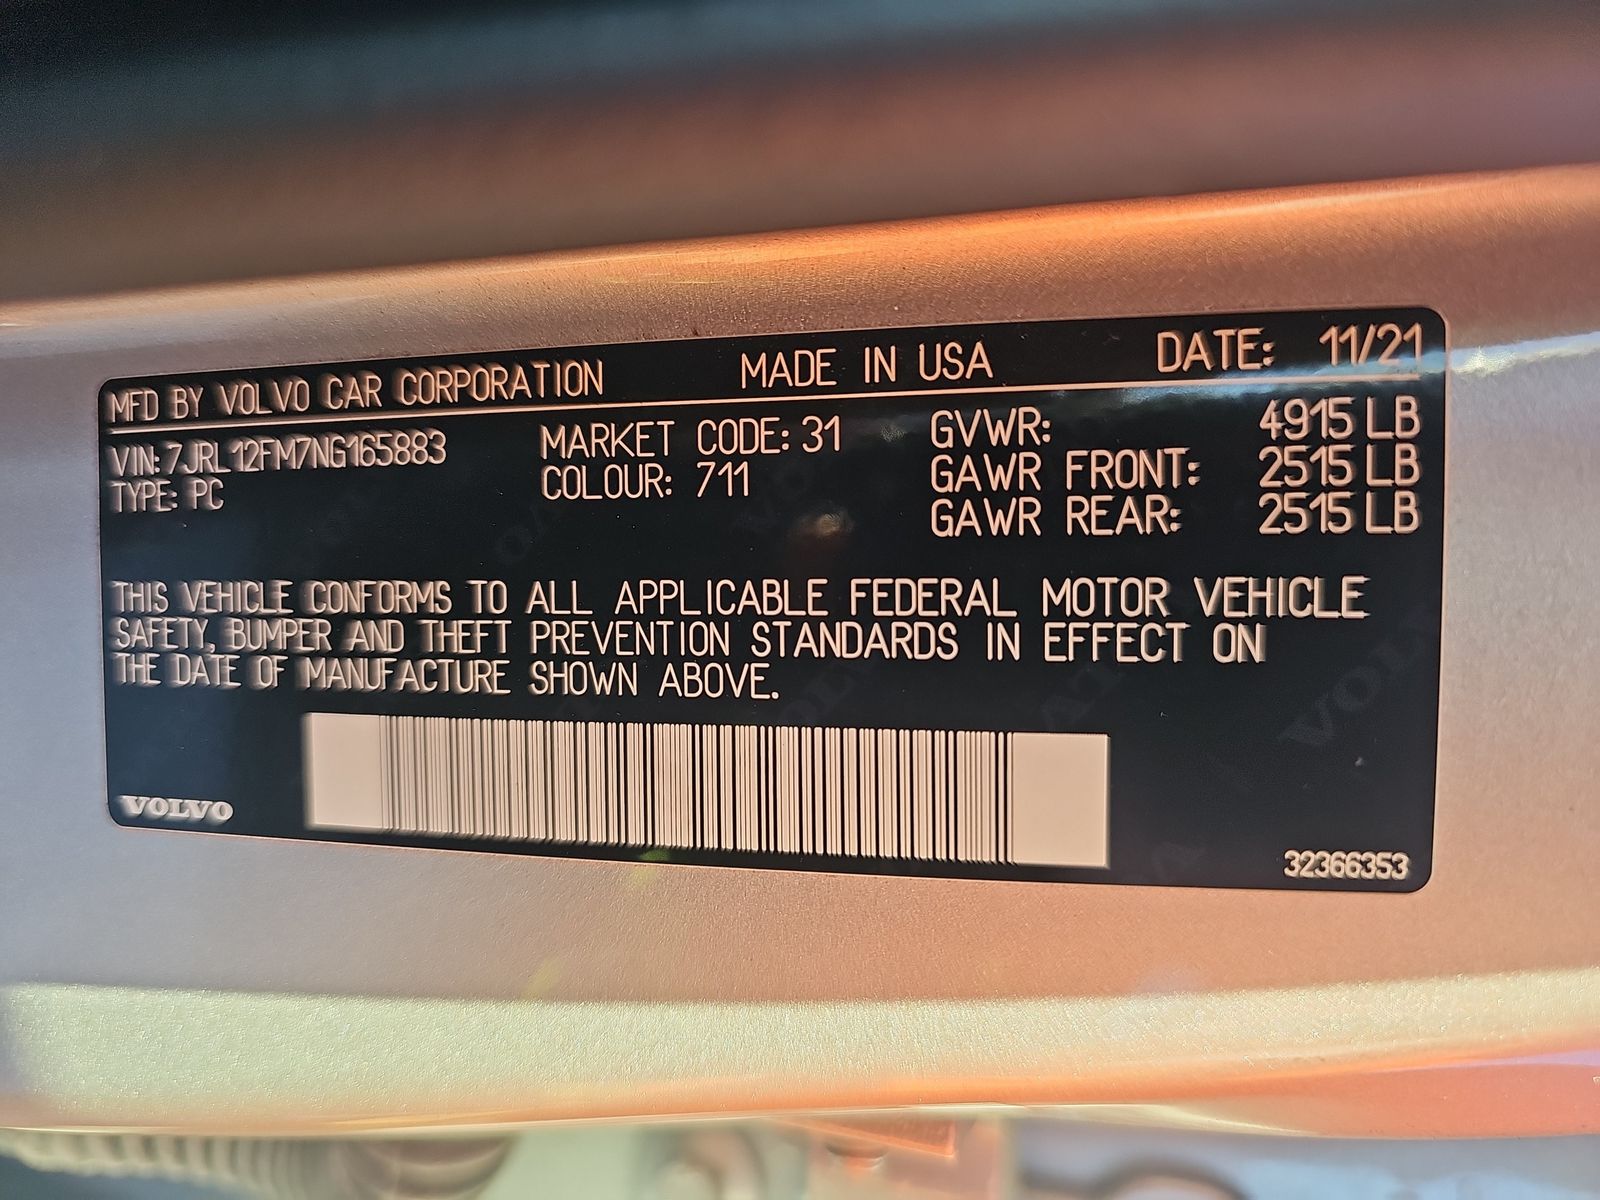 MFD BY VOLVO CAR CORPORATION MADE IN USA DATE: 11/21
VIN: 7JRL12FM7NG165883 MARKET CODE: 31 GVWR: 4915 LB
TYPE: PC COLOUR: 711 GAWR FRONT: 2515 LB
GAWR REAR: 2515 LB
THIS VEHICLE CONFORMS TO ALL APPLICABLE FEDERAL MOTOR VEHICLE
SAFETY, BUMPER AND THEFT PREVENTION STANDARDS IN EFFECT ON
THE DATE OF MANUFACTURE SHOWN ABOVE.
VOLVO
32366353